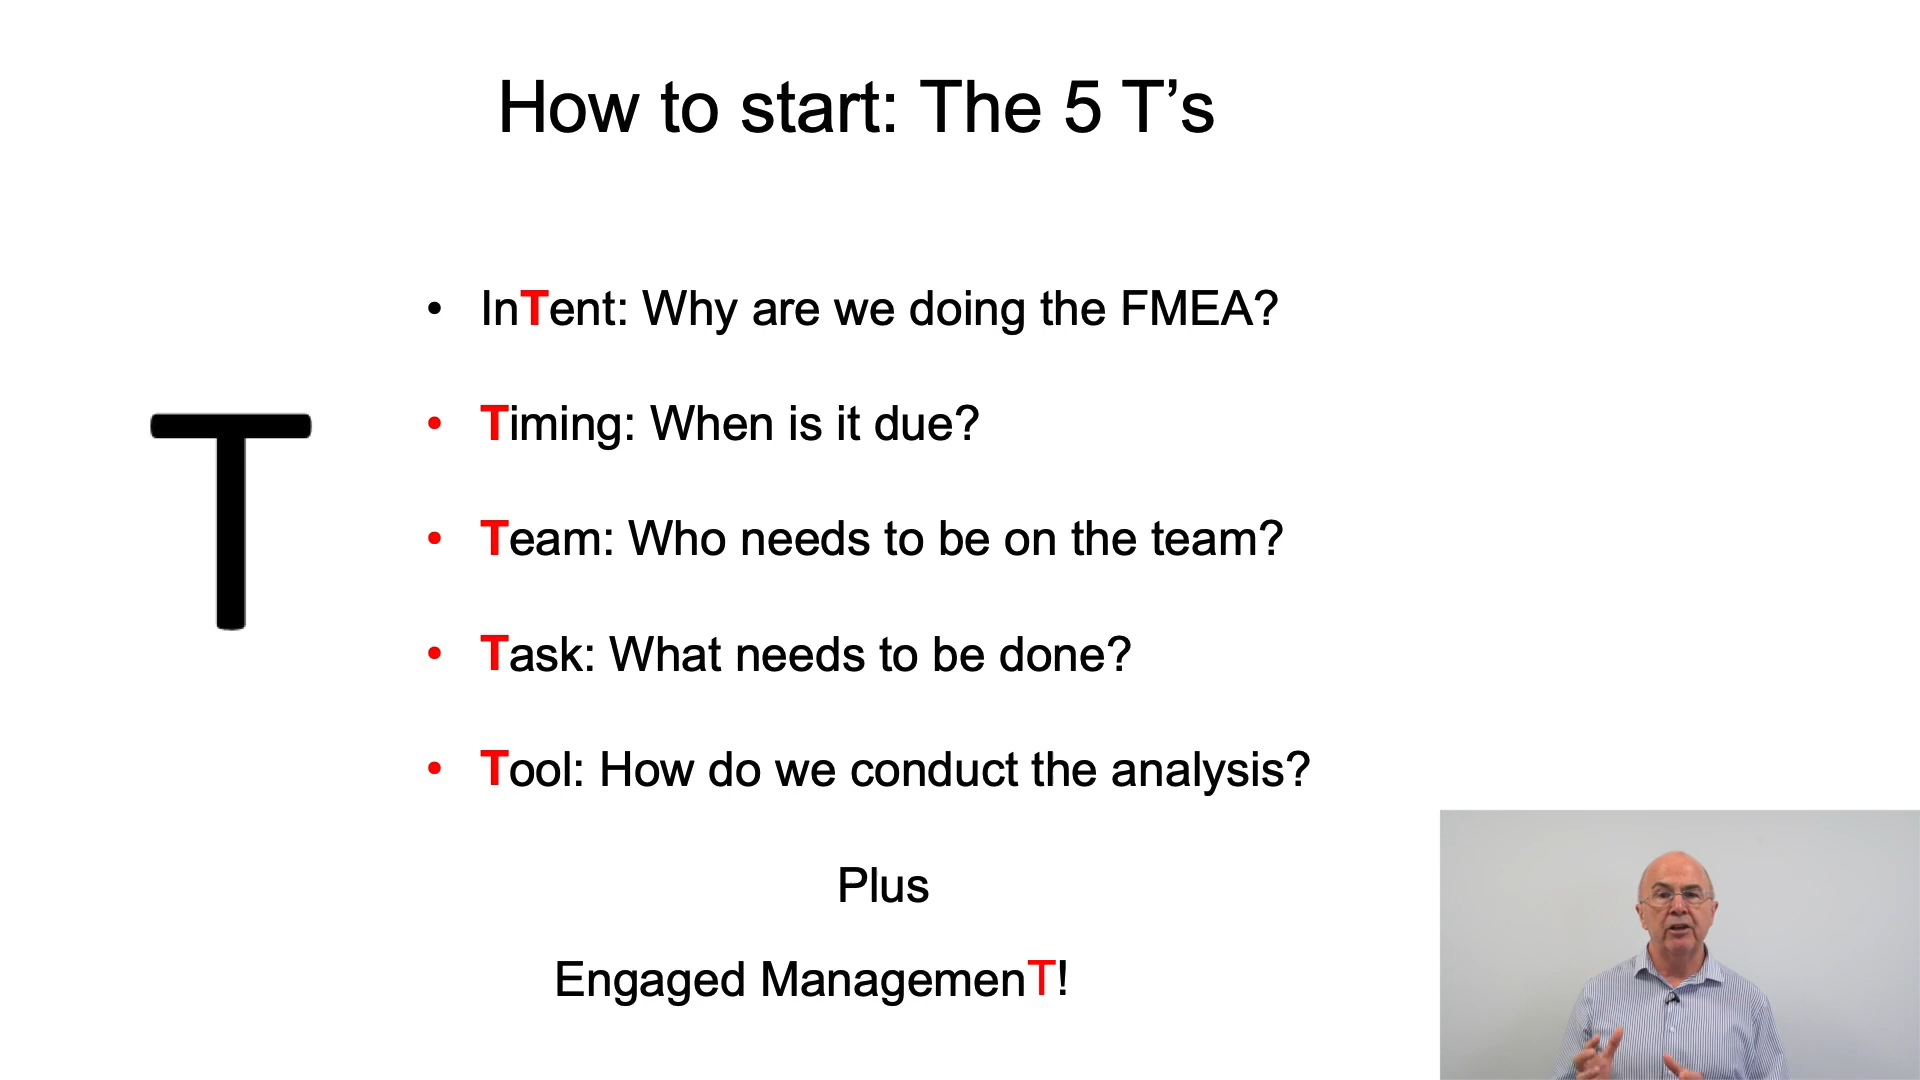 How to start: The 5 T’s
T
• InTent: Why are we doing the FMEA?
• Timing: When is it due?
• Team: Who needs to be on the team?
• Task: What needs to be done?
• Tool: How do we conduct the analysis?
Plus
Engaged ManagemenT!